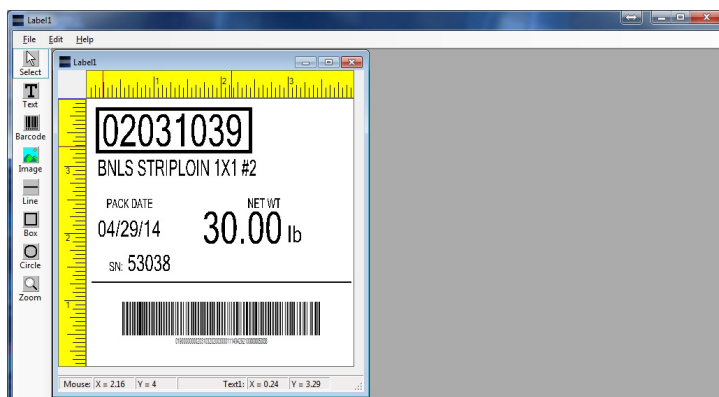 Label1
File Edit Help
Select
Text
Barcode
Image
Line
Box
Circle
Zoom
Label1
1 2 3
3
2
1
02031039
BNLS STRIPLOIN 1X1 #2
PACK DATE NET WT
04/29/14 30.00 lb
SN: 53038
Mouse: X = 2.16 Y = 4 Text1: X = 0.24 Y = 3.29